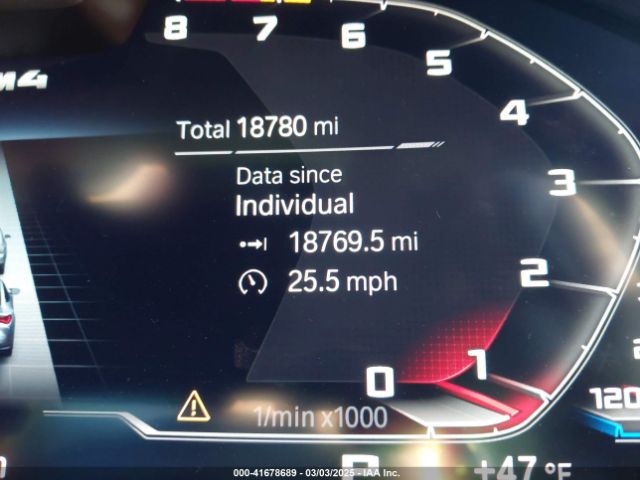 8 7 6 5 4 3 2 1 0
M4
Total 18780 mi
Data since
Individual
18769.5 mi
25.5 mph
1/min x1000
120
+47 °F
000-41678689 - 03/03/2025 - IAA Inc.